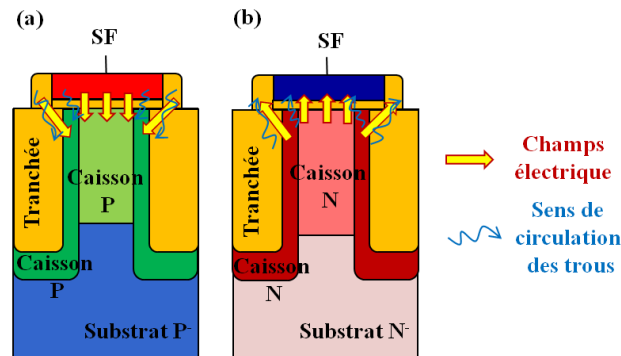 (a)
SF
Tranchée
Caisson
P
Caisson
P
Substrat P-
(b)
SF
Tranchée
Caisson
N
Caisson
N
Substrat N-
Champs
électrique
Sens de
circulation
des trous